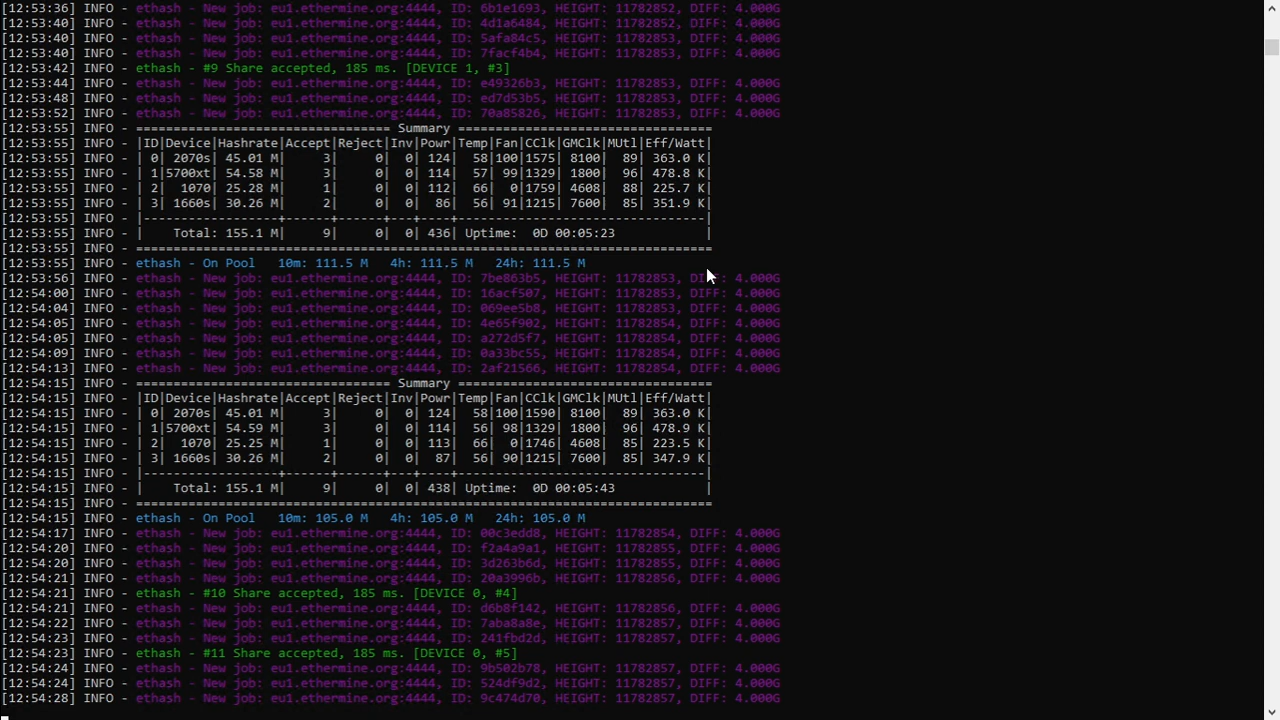 [12:53:36] INFO - ethash - New job: eu1.ethermine.org:4444, ID: 6b1e1693, HEIGHT: 11782852, DIFF: 4.000G
[12:53:40] INFO - ethash - New job: eu1.ethermine.org:4444, ID: 4d1a6484, HEIGHT: 11782852, DIFF: 4.000G
[12:53:40] INFO - ethash - New job: eu1.ethermine.org:4444, ID: 5afa84c5, HEIGHT: 11782853, DIFF: 4.000G
[12:53:40] INFO - ethash - New job: eu1.ethermine.org:4444, ID: 7facf4b4, HEIGHT: 11782853, DIFF: 4.000G
[12:53:42] INFO - ethash - #9 Share accepted, 185 ms. [DEVICE 1, #3]
[12:53:44] INFO - ethash - New job: eu1.ethermine.org:4444, ID: e49326b3, HEIGHT: 11782853, DIFF: 4.000G
[12:53:48] INFO - ethash - New job: eu1.ethermine.org:4444, ID: ed7d53b5, HEIGHT: 11782853, DIFF: 4.000G
[12:53:52] INFO - ethash - New job: eu1.ethermine.org:4444, ID: 70a85826, HEIGHT: 11782853, DIFF: 4.000G
[12:53:55] INFO - ================================== Summary ==================================
[12:53:55] INFO - |ID|Device|Hashrate|Accept|Reject|Inv|Powr|Temp|Fan|CClk|GMClk|MUtl|Eff/Watt|
[12:53:55] INFO - | 0| 2070s| 45.01 M|     3|     0|  0| 124|  58|100|1575| 8100|  89| 363.0 K|
[12:53:55] INFO - | 1|5700xt| 54.58 M|     3|     0|  0| 114|  57| 99|1329| 1800|  96| 478.8 K|
[12:53:55] INFO - | 2|  1070| 25.28 M|     1|     0|  0| 112|  66|  0|1759| 4608|  88| 225.7 K|
[12:53:55] INFO - | 3| 1660s| 30.26 M|     2|     0|  0|  86|  56| 91|1215| 7600|  85| 351.9 K|
[12:53:55] INFO - |------------------+------+------+---+----+---------------------------------|
[12:53:55] INFO - |    Total: 155.1 M|     9|     0|  0| 436| Uptime:  0D 00:05:23            |
[12:53:55] INFO - =============================================================================
[12:53:55] INFO - ethash - On Pool   10m: 111.5 M   4h: 111.5 M   24h: 111.5 M
[12:53:56] INFO - ethash - New job: eu1.ethermine.org:4444, ID: 7be863b5, HEIGHT: 11782853, DIFF: 4.000G
[12:54:00] INFO - ethash - New job: eu1.ethermine.org:4444, ID: 16acf507, HEIGHT: 11782853, DIFF: 4.000G
[12:54:04] INFO - ethash - New job: eu1.ethermine.org:4444, ID: 069ee5b8, HEIGHT: 11782853, DIFF: 4.000G
[12:54:05] INFO - ethash - New job: eu1.ethermine.org:4444, ID: 4e65f902, HEIGHT: 11782854, DIFF: 4.000G
[12:54:05] INFO - ethash - New job: eu1.ethermine.org:4444, ID: a272d5f7, HEIGHT: 11782854, DIFF: 4.000G
[12:54:09] INFO - ethash - New job: eu1.ethermine.org:4444, ID: 0a33bc55, HEIGHT: 11782854, DIFF: 4.000G
[12:54:13] INFO - ethash - New job: eu1.ethermine.org:4444, ID: 2af21566, HEIGHT: 11782854, DIFF: 4.000G
[12:54:15] INFO - ================================== Summary ==================================
[12:54:15] INFO - |ID|Device|Hashrate|Accept|Reject|Inv|Powr|Temp|Fan|CClk|GMClk|MUtl|Eff/Watt|
[12:54:15] INFO - | 0| 2070s| 45.01 M|     3|     0|  0| 124|  58|100|1590| 8100|  89| 363.0 K|
[12:54:15] INFO - | 1|5700xt| 54.59 M|     3|     0|  0| 114|  56| 98|1329| 1800|  96| 478.9 K|
[12:54:15] INFO - | 2|  1070| 25.25 M|     1|     0|  0| 113|  66|  0|1746| 4608|  85| 223.5 K|
[12:54:15] INFO - | 3| 1660s| 30.26 M|     2|     0|  0|  87|  56| 90|1215| 7600|  85| 347.9 K|
[12:54:15] INFO - |------------------+------+------+---+----+---------------------------------|
[12:54:15] INFO - |    Total: 155.1 M|     9|     0|  0| 438| Uptime:  0D 00:05:43            |
[12:54:15] INFO - =============================================================================
[12:54:15] INFO - ethash - On Pool   10m: 105.0 M   4h: 105.0 M   24h: 105.0 M
[12:54:17] INFO - ethash - New job: eu1.ethermine.org:4444, ID: 00c3edd8, HEIGHT: 11782854, DIFF: 4.000G
[12:54:20] INFO - ethash - New job: eu1.ethermine.org:4444, ID: f2a4a9a1, HEIGHT: 11782855, DIFF: 4.000G
[12:54:20] INFO - ethash - New job: eu1.ethermine.org:4444, ID: 3d263b6d, HEIGHT: 11782855, DIFF: 4.000G
[12:54:21] INFO - ethash - New job: eu1.ethermine.org:4444, ID: 20a3996b, HEIGHT: 11782856, DIFF: 4.000G
[12:54:21] INFO - ethash - #10 Share accepted, 185 ms. [DEVICE 0, #4]
[12:54:21] INFO - ethash - New job: eu1.ethermine.org:4444, ID: d6b8f142, HEIGHT: 11782856, DIFF: 4.000G
[12:54:22] INFO - ethash - New job: eu1.ethermine.org:4444, ID: 7aba8a8e, HEIGHT: 11782857, DIFF: 4.000G
[12:54:23] INFO - ethash - New job: eu1.ethermine.org:4444, ID: 241fbd2d, HEIGHT: 11782857, DIFF: 4.000G
[12:54:23] INFO - ethash - #11 Share accepted, 185 ms. [DEVICE 0, #5]
[12:54:24] INFO - ethash - New job: eu1.ethermine.org:4444, ID: 9b502b78, HEIGHT: 11782857, DIFF: 4.000G
[12:54:24] INFO - ethash - New job: eu1.ethermine.org:4444, ID: 524df9d2, HEIGHT: 11782857, DIFF: 4.000G
[12:54:28] INFO - ethash - New job: eu1.ethermine.org:4444, ID: 9c474d70, HEIGHT: 11782857, DIFF: 4.000G